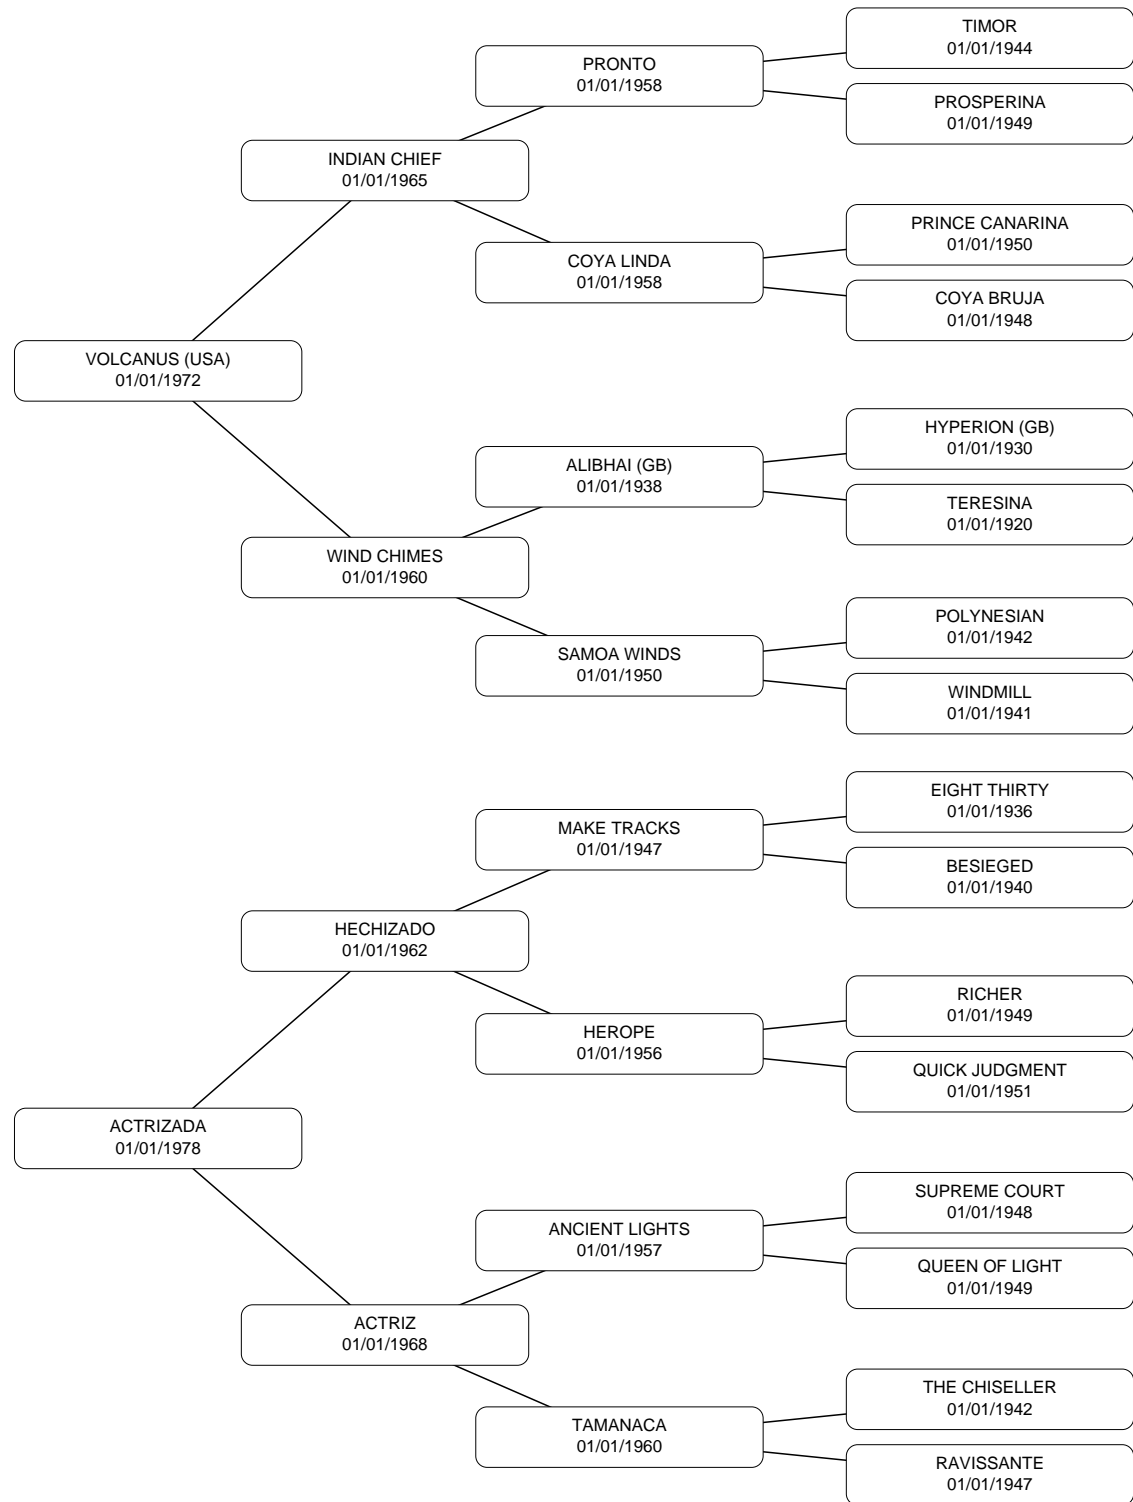 TIMOR
01/01/1944
PRONTO
01/01/1958
PROSPERINA
01/01/1949
INDIAN CHIEF
01/01/1965
PRINCE CANARINA
01/01/1950
COYA LINDA
01/01/1958
COYA BRUJA
01/01/1948
VOLCANUS (USA)
01/01/1972
HYPERION (GB)
01/01/1930
ALIBHAI (GB)
01/01/1938
TERESINA
01/01/1920
WIND CHIMES
01/01/1960
POLYNESIAN
01/01/1942
SAMOA WINDS
01/01/1950
WINDMILL
01/01/1941
EIGHT THIRTY
01/01/1936
MAKE TRACKS
01/01/1947
BESIEGED
01/01/1940
HECHIZADO
01/01/1962
RICHER
01/01/1949
HEROPE
01/01/1956
QUICK JUDGMENT
01/01/1951
ACTRIZADA
01/01/1978
SUPREME COURT
01/01/1948
ANCIENT LIGHTS
01/01/1957
QUEEN OF LIGHT
01/01/1949
ACTRIZ
01/01/1968
THE CHISELLER
01/01/1942
TAMANACA
01/01/1960
RAVISSANTE
01/01/1947